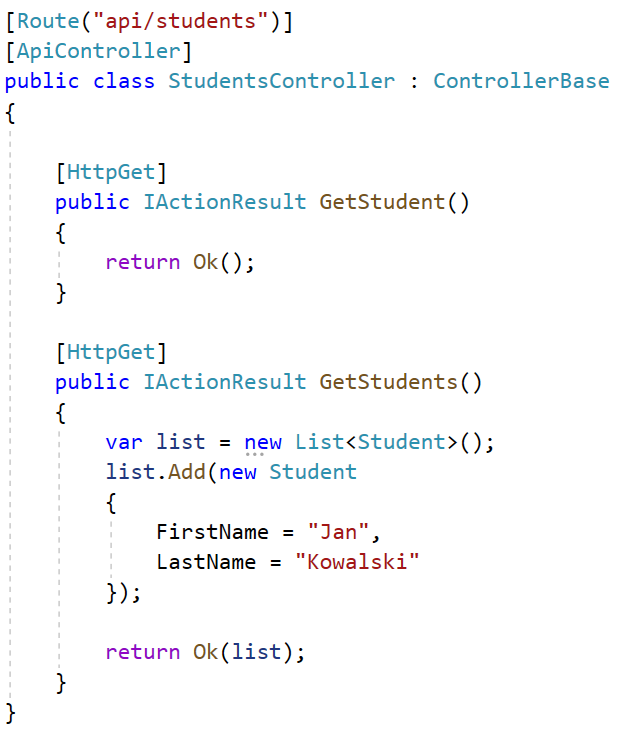 [Route("api/students")]
[ApiController]
public class StudentsController : ControllerBase
{
[HttpGet]
public IActionResult GetStudent()
{
return Ok();
}
[HttpGet]
public IActionResult GetStudents()
{
var list = new List<Student>();
list.Add(new Student
{
FirstName = "Jan",
LastName = "Kowalski"
});
return Ok(list);
}
}